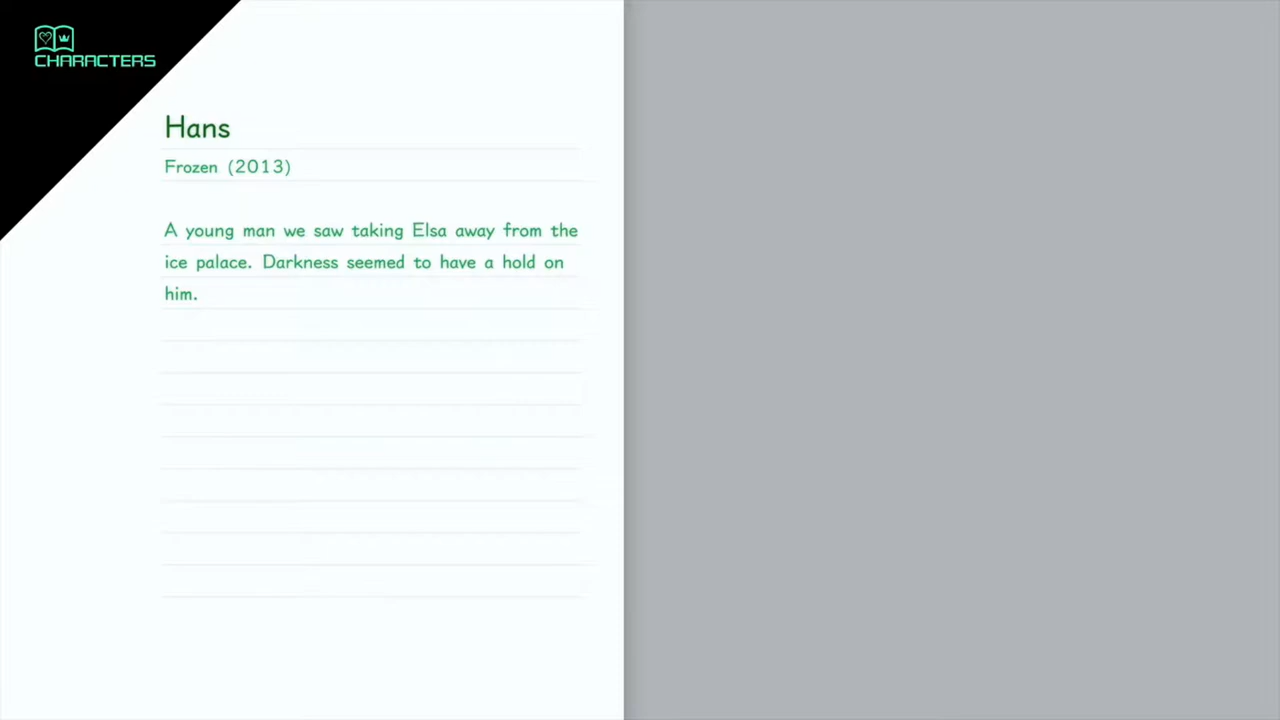 CHARACTERS
Hans
Frozen (2013)
A young man we saw taking Elsa away from the
ice palace. Darkness seemed to have a hold on
him.